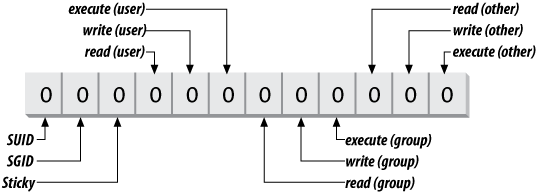 execute (user)
write (user)
read (user)
read (other)
write (other)
execute (other)
0 0 0 0 0 0 0 0 0 0 0 0
SUID
SGID
Sticky
execute (group)
write (group)
read (group)